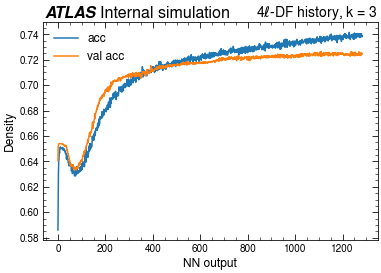 ATLAS Internal simulation 4ℓ-DF history, k = 3
acc
val acc
0.74
0.72
0.70
0.68
0.66
0.64
0.62
0.60
0.58
Density
0 200 400 600 800 1000 1200
NN output